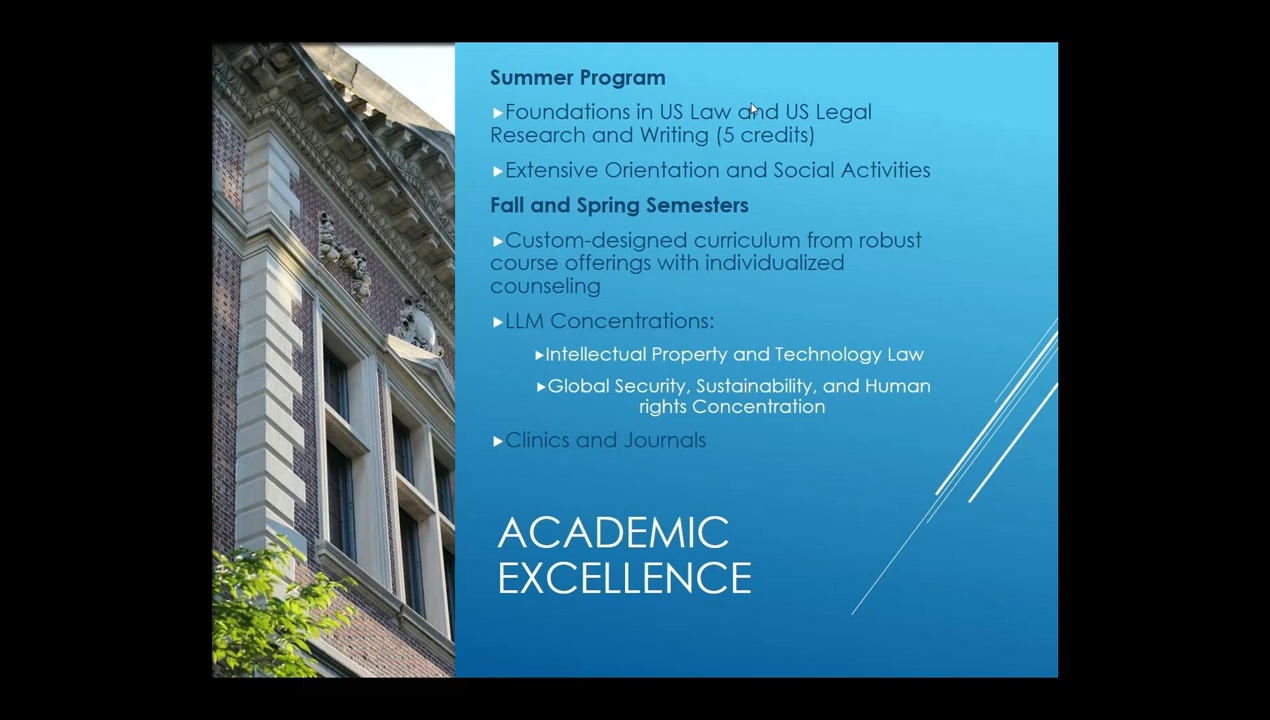 Summer Program
Foundations in US Law and US Legal
Research and Writing (5 credits)
Extensive Orientation and Social Activities
Fall and Spring Semesters
Custom-designed curriculum from robust
course offerings with individualized
counseling
LLM Concentrations:
Intellectual Property and Technology Law
Global Security, Sustainability, and Human
rights Concentration
Clinics and Journals
ACADEMIC
EXCELLENCE